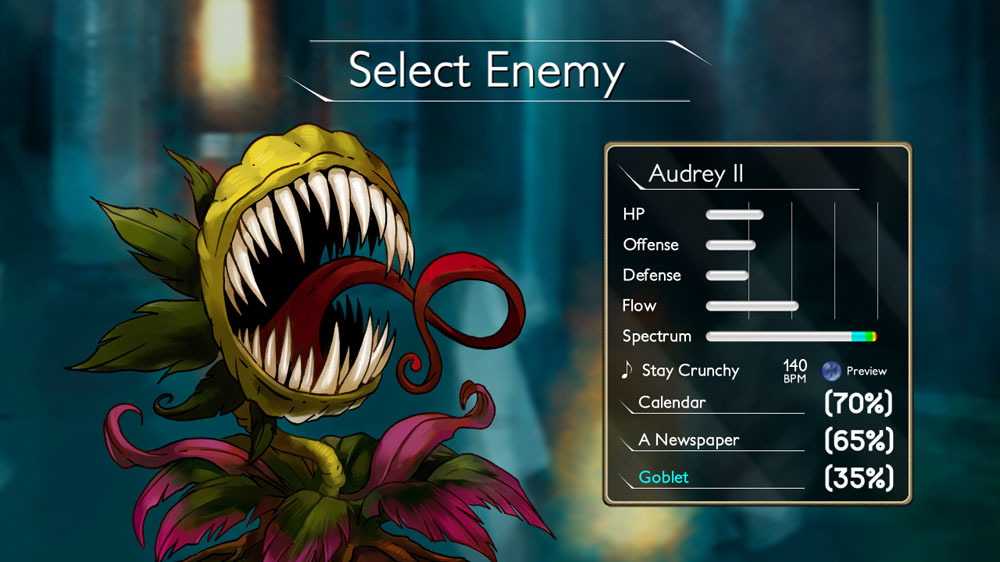 Select Enemy
Audrey II
HP
Offense
Defense
Flow
Spectrum
♪ Stay Crunchy 140 BPM Preview
Calendar (70%)
A Newspaper (65%)
Goblet (35%)